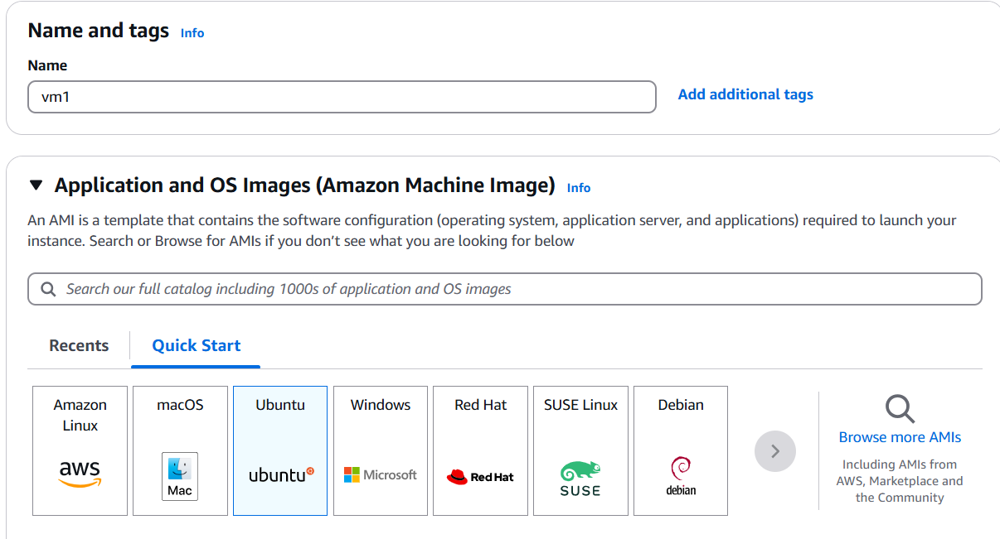 Name and tags Info
Name
vm1
Add additional tags
Application and OS Images (Amazon Machine Image) Info
An AMI is a template that contains the software configuration (operating system, application server, and applications) required to launch your
instance. Search or Browse for AMIs if you don’t see what you are looking for below
Search our full catalog including 1000s of application and OS images
Recents
Quick Start
Amazon
Linux
aws
macOS
Mac
Ubuntu
ubuntu
Windows
Microsoft
Red Hat
Red Hat
SUSE Linux
SUSE
Debian
debian
Browse more AMIs
Including AMIs from
AWS, Marketplace and
the Community